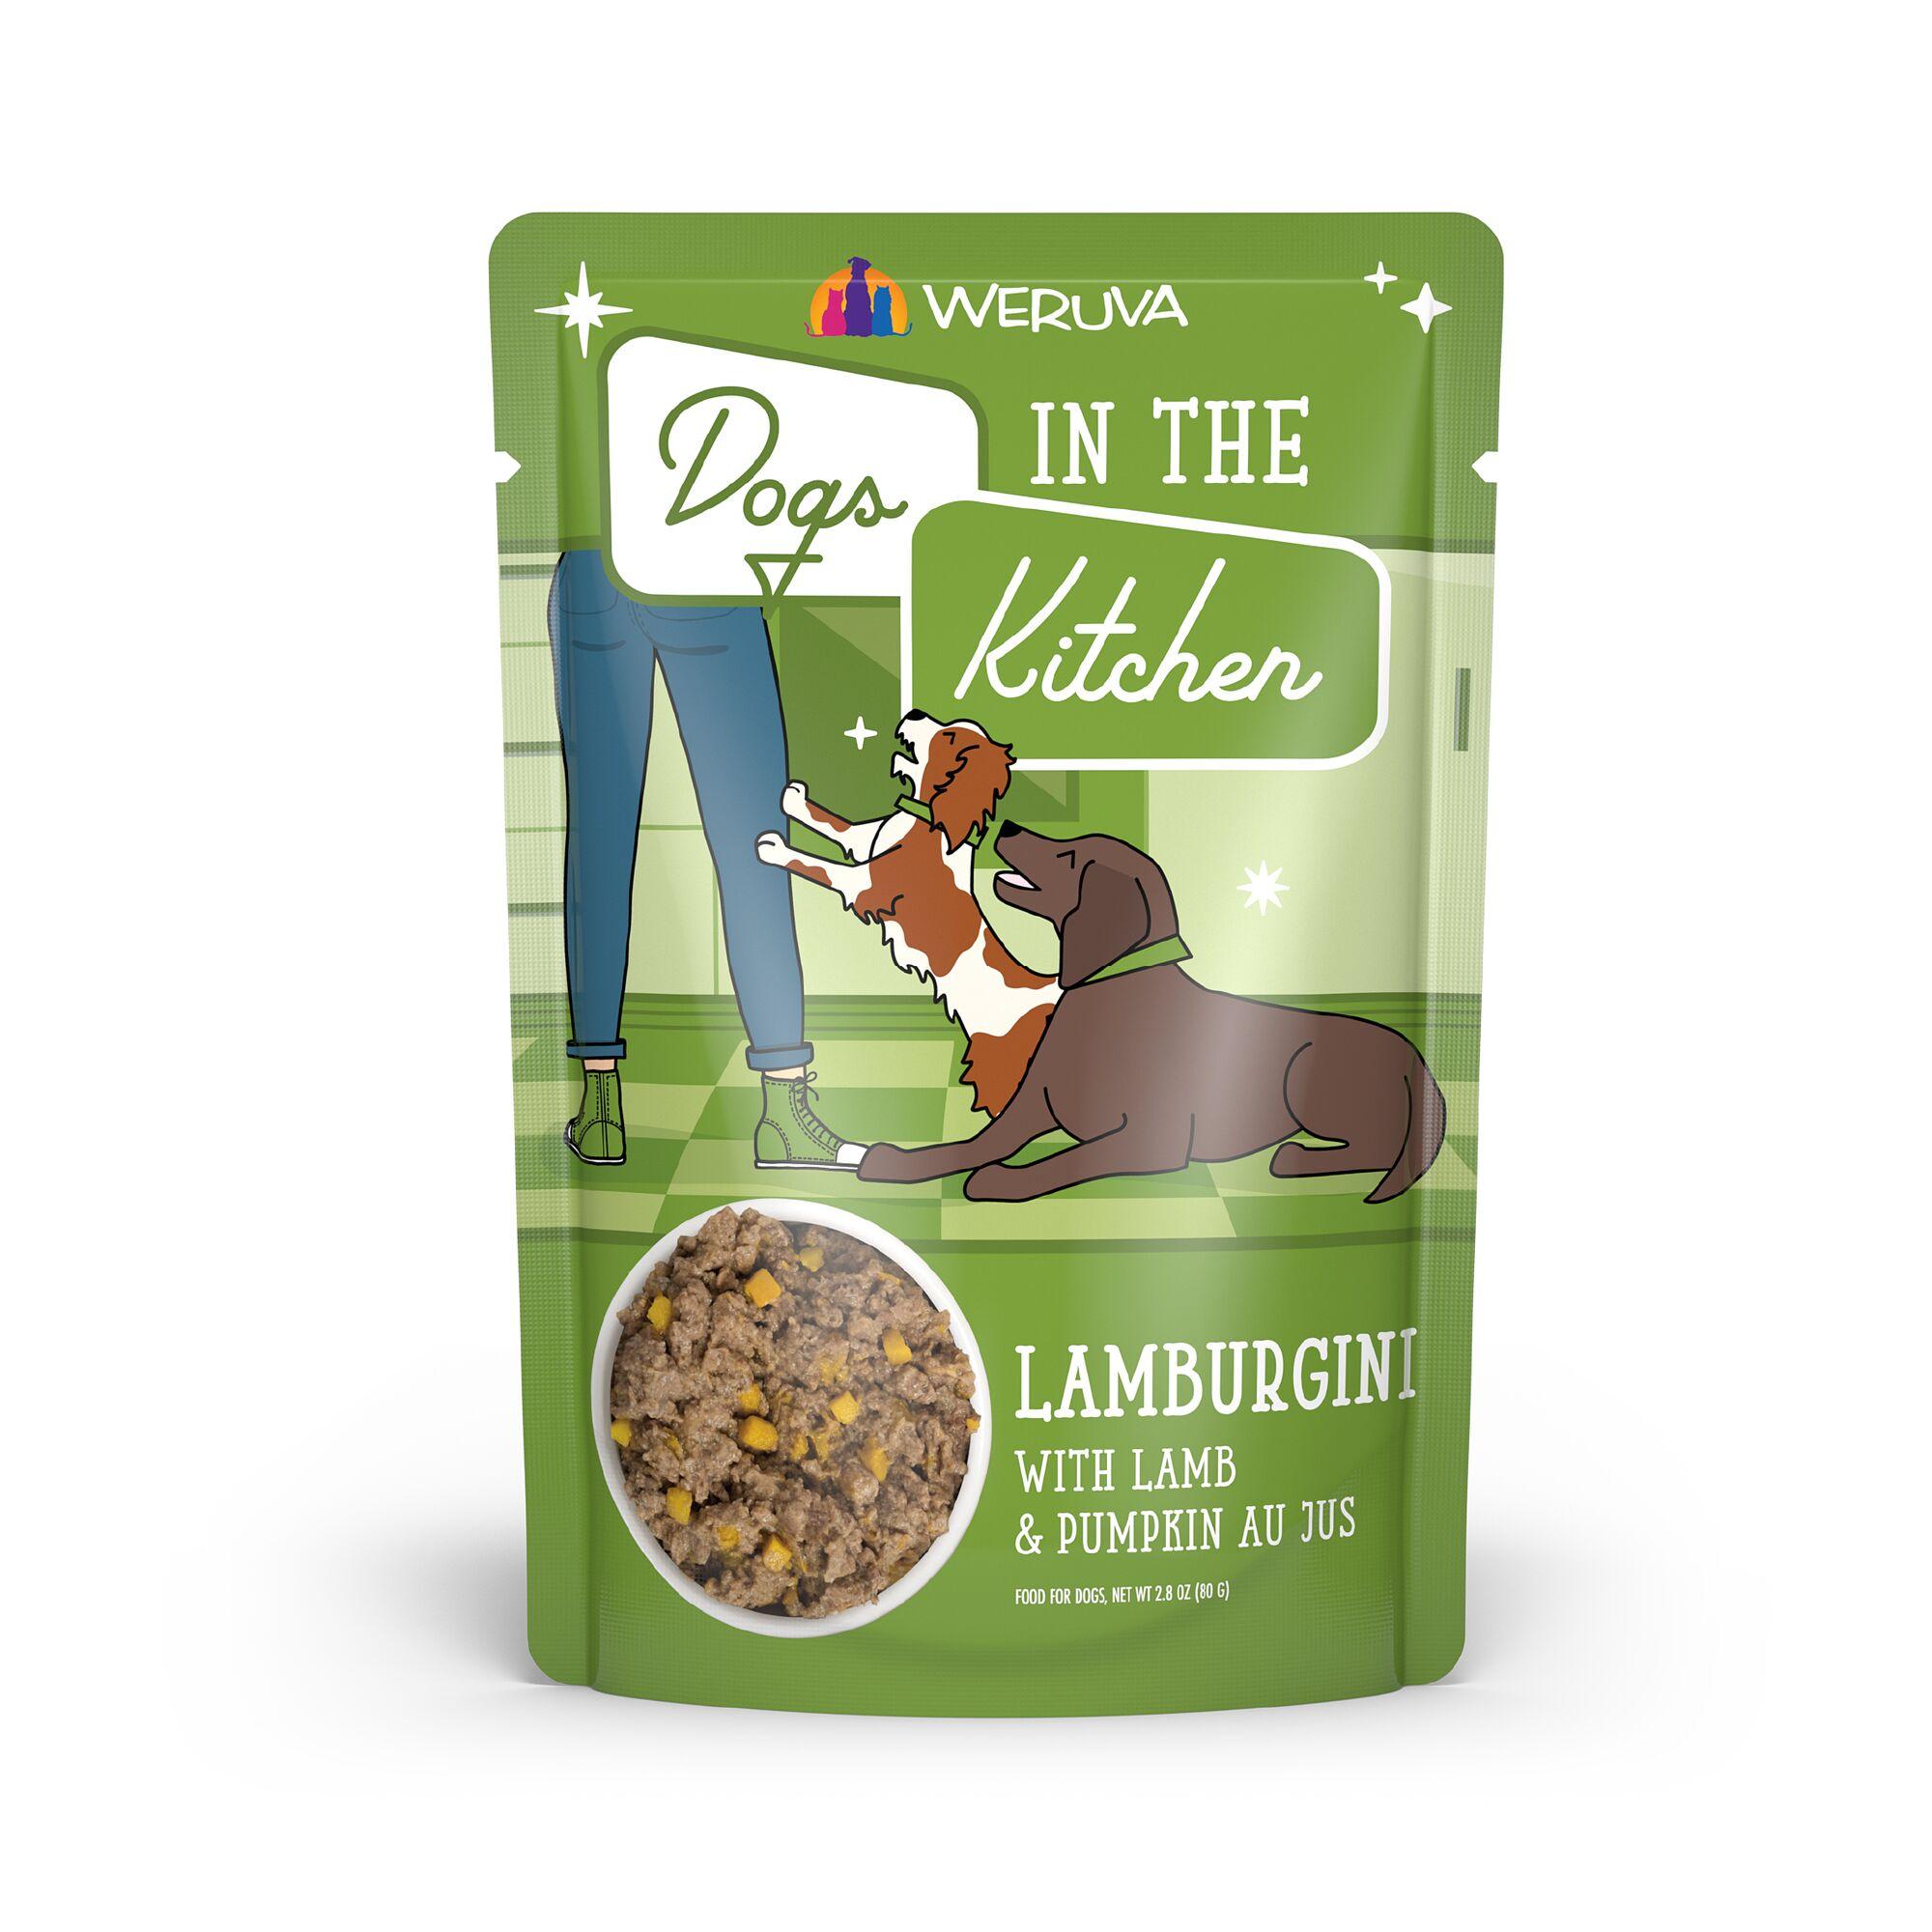 WERUVA
Dogs
IN THE
Kitchen
LAMBURGINI
WITH LAMB
& PUMPKIN AU JUS
FOOD FOR DOGS, NET WT 2.8 OZ (80 G)